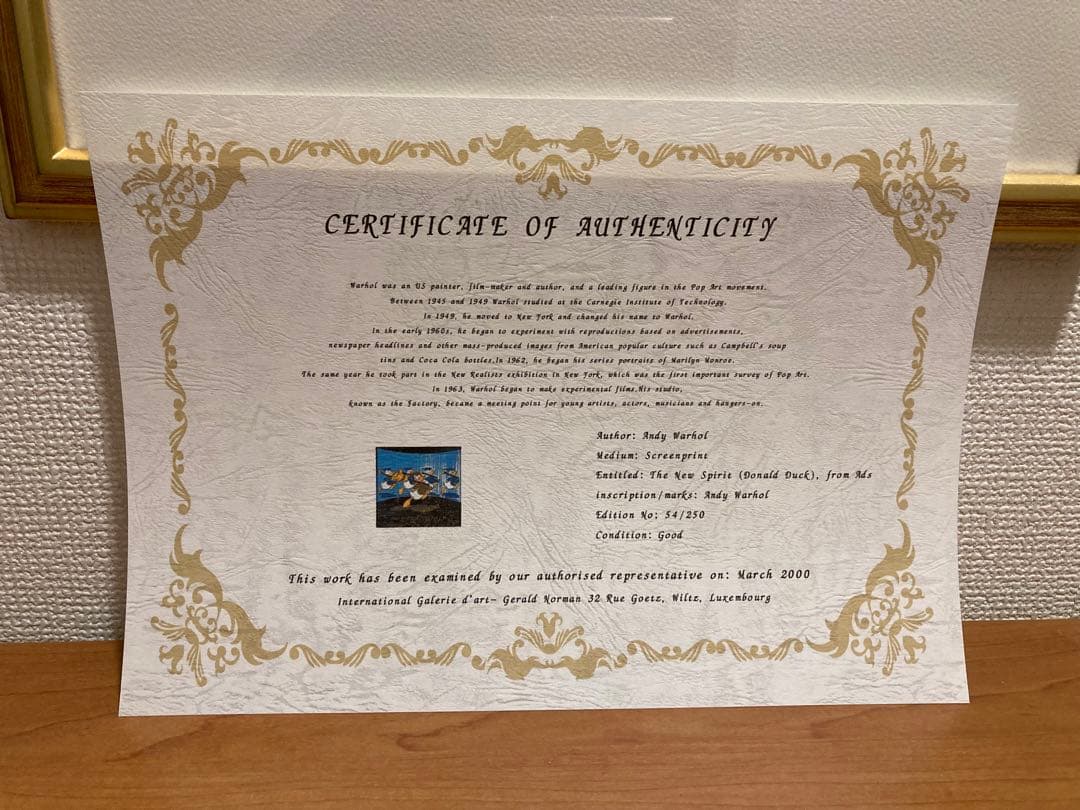 CERTIFICATE OF AUTHENTICITY
Warhol was an US painter, film-maker and author, and a leading figure in the Pop Art movement.
Between 1945 and 1949 Warhol studied at the Carnegie Institute of Technology.
In 1949, he moved to New York and changed his name to Warhol.
In the early 1960s, he began to experiment with reproductions based on advertisements,
newspaper headlines and other mass-produced images from American popular culture such as Campbell's soup
tins and Coca Cola bottles.In 1962, he began his series portraits of Marilyn Monroe.
The same year he took part in the New Realists exhibition in New York, which was the first important survey of Pop Art.
In 1963, Warhol began to make experimental films.His studio,
known as the Factory, became a meeting point for young artists, actors, musicians and hangers-on.
Author: Andy Warhol
Medium: Screenprint
Entitled: The New Spirit (Donald Duck), from Ads
inscription/marks: Andy Warhol
Edition No: 54/250
Condition: Good
This work has been examined by our authorised representative on: March 2000
International Galerie d'art- Gerald Norman 32 Rue Goetz, Wiltz, Luxembourg